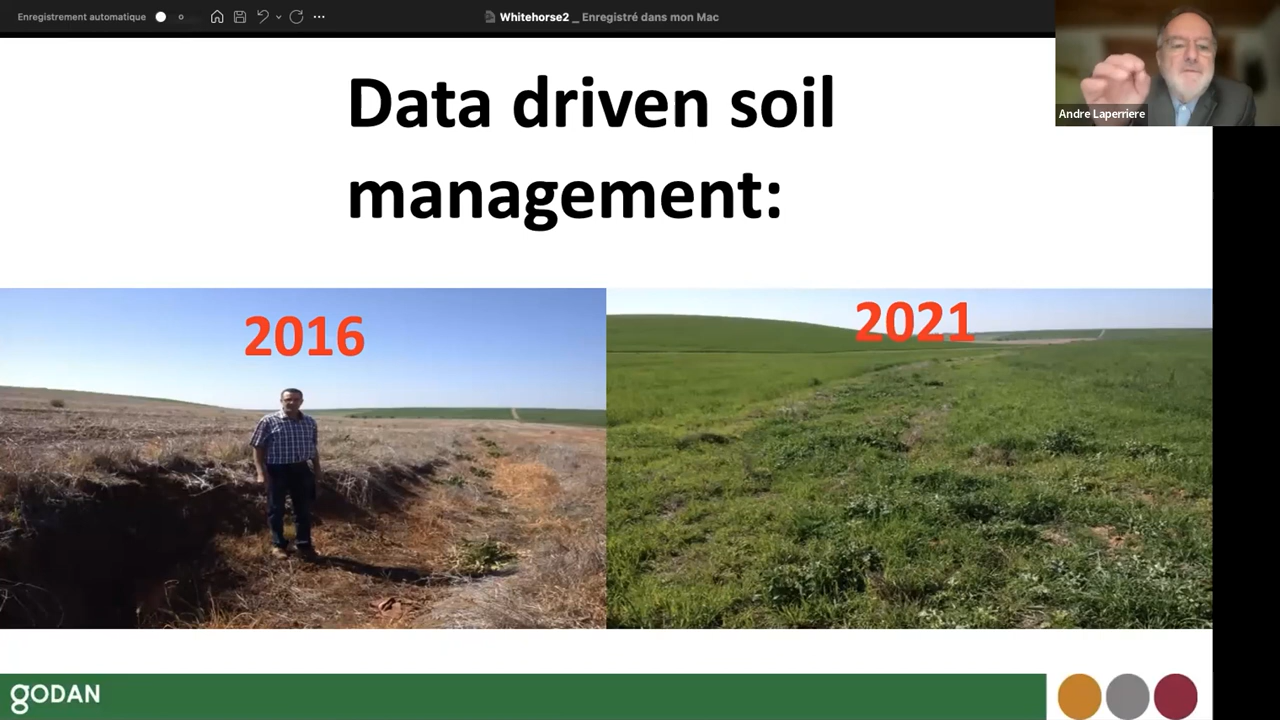 Enregistrement automatique
Whitehorse2 _ Enregistré dans mon Mac
Andre Laperriere
Data driven soil
management:
2016
2021
gODAN